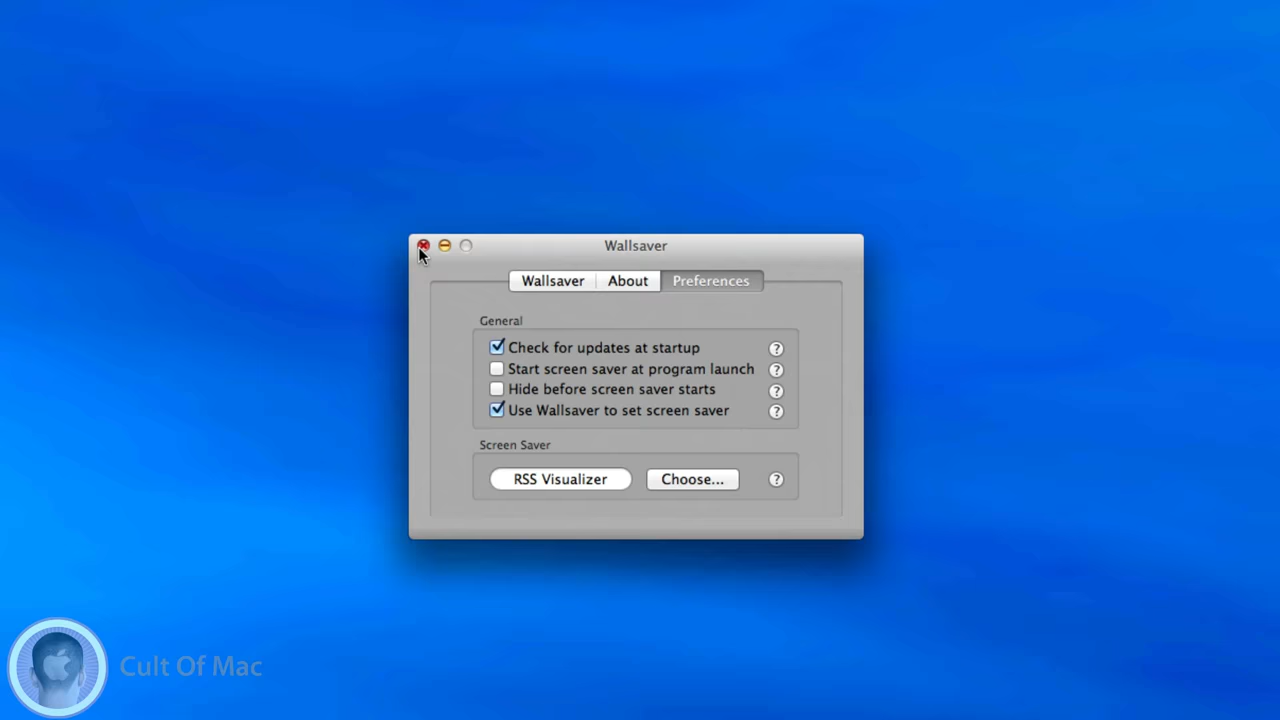 Wallsaver
Wallsaver About Preferences
General
Check for updates at startup ?
Start screen saver at program launch ?
Hide before screen saver starts ?
Use Wallsaver to set screen saver ?
Screen Saver
RSS Visualizer Choose... ?
Cult Of Mac